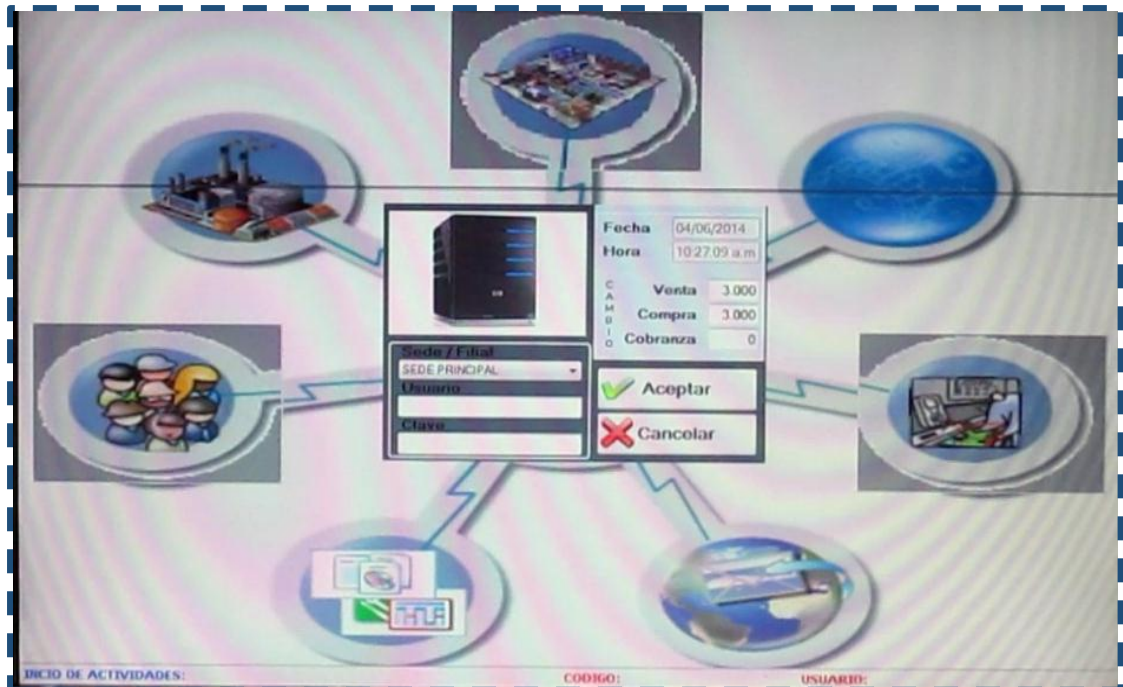 Fecha 04/06/2014
Hora 10:27:09 a.m
CAMBIO
Venta 3.000
Compra 3.000
Cobranza 0
Sede / Filial
SEDE PRINCIPAL
Usuario
Clave
Aceptar
Cancelar
INICIO DE ACTIVIDADES:
CODIGO:
USUARIO: